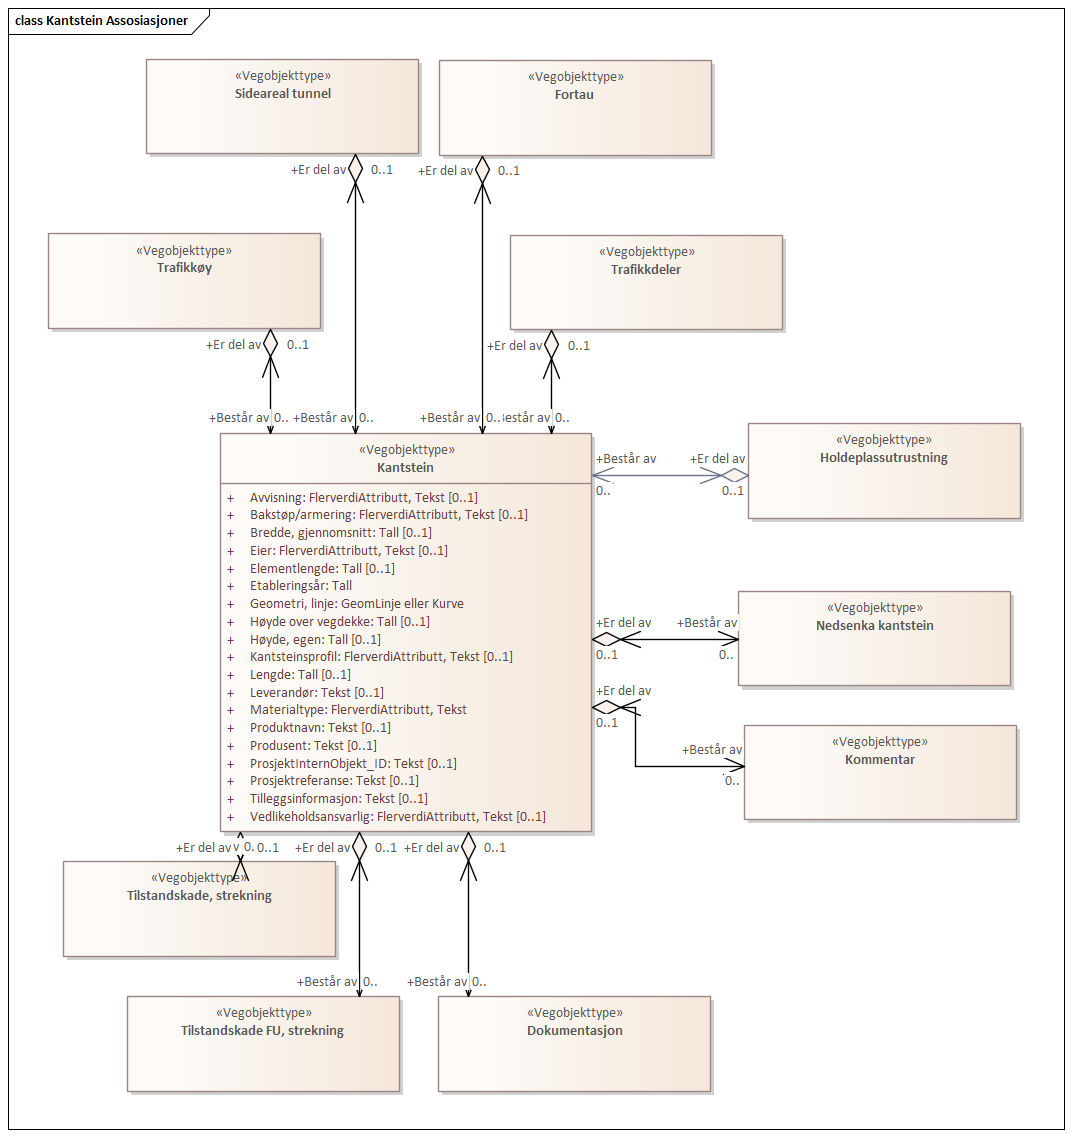 class Kantstein Assosiasjoner
«Vegobjekttype»
Sideareal tunnel
«Vegobjekttype»
Fortau
+Er del av 0..1
+Er del av 0..1
«Vegobjekttype»
Trafikkøy
«Vegobjekttype»
Trafikkdeler
+Er del av 0..1
+Er del av 0..1
+Består av 0..
+Består av 0..
+Består av 0..
0..
«Vegobjekttype»
Kantstein
+ Avvisning: FlerverdiAttributt, Tekst [0..1]
+ Bakstøp/armering: FlerverdiAttributt, Tekst [0..1]
+ Bredde, gjennomsnitt: Tall [0..1]
+ Eier: FlerverdiAttributt, Tekst [0..1]
+ Elementlengde: Tall [0..1]
+ Etableringsår: Tall
+ Geometri, linje: GeomLinje eller Kurve
+ Høyde over vegdekke: Tall [0..1]
+ Høyde, egen: Tall [0..1]
+ Kantsteinsprofil: FlerverdiAttributt, Tekst [0..1]
+ Lengde: Tall [0..1]
+ Leverandør: Tekst [0..1]
+ Materialtype: FlerverdiAttributt, Tekst
+ Produktnavn: Tekst [0..1]
+ Produsent: Tekst [0..1]
+ ProsjektInternObjekt_ID: Tekst [0..1]
+ Prosjektreferanse: Tekst [0..1]
+ Tilleggsinformasjon: Tekst [0..1]
+ Vedlikeholdsansvarlig: FlerverdiAttributt, Tekst [0..1]
+Består av
0..
+Er del av
0..1
«Vegobjekttype»
Holdeplassutrustning
+Er del av
0..1
+Består av
0..
«Vegobjekttype»
Nedsenka kantstein
+Er del av
0..1
+Består av
0..
«Vegobjekttype»
Kommentar
+Er del av 0..1
+Er del av 0..1
+Er del av 0..1
«Vegobjekttype»
Tilstandskade, strekning
+Består av 0..
+Består av 0..
«Vegobjekttype»
Tilstandskade FU, strekning
«Vegobjekttype»
Dokumentasjon